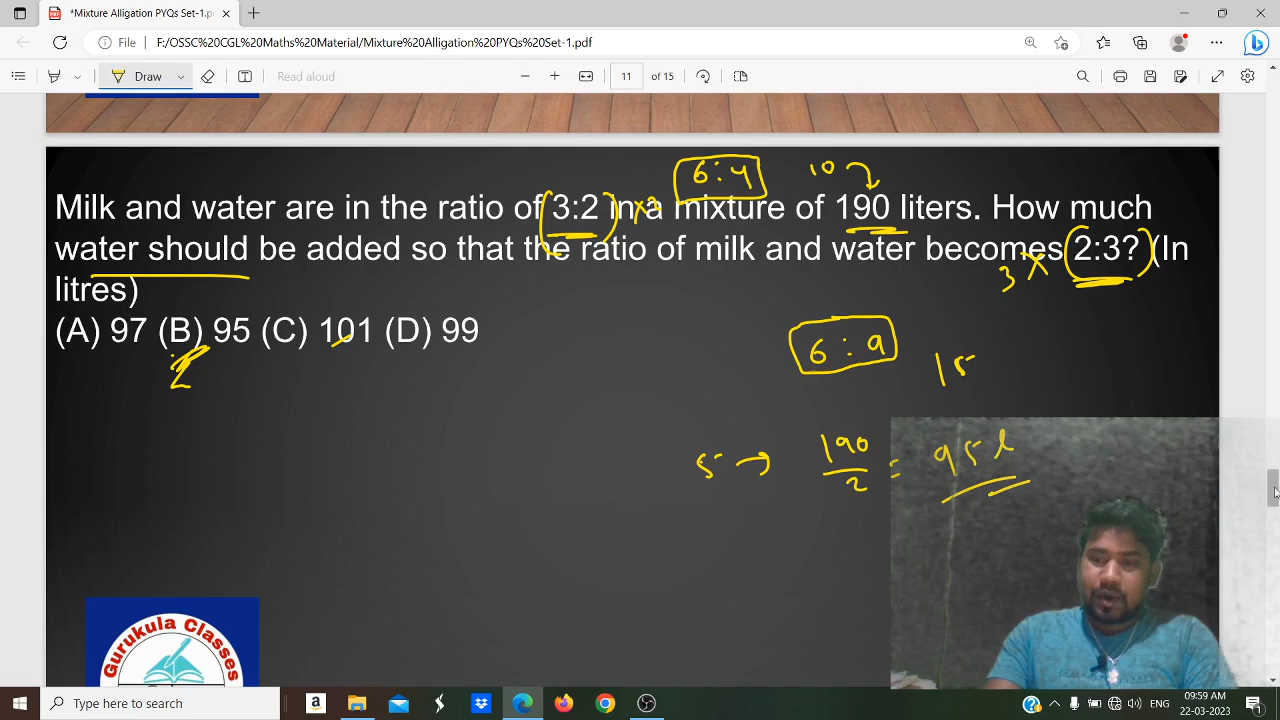 *Mixture Alligation PYQs Set-1.p
File
F:/OSSC%20CGL%20Maths%20Material/Mixture%20Alligation%20PYQs%20Set-1.pdf
Draw
Read aloud
11 of 15
6:4 10
Milk and water are in the ratio of 3:2 in a mixture of 190 liters. How much
water should be added so that the ratio of milk and water becomes 2:3? (In
3 X
litres)
(A) 97 (B) 95 (C) 101 (D) 99
6 : 9
15
5 → 190/2 = 95 l
Gurukula Classes
Type here to search
ENG
09:59 AM
22-03-2023